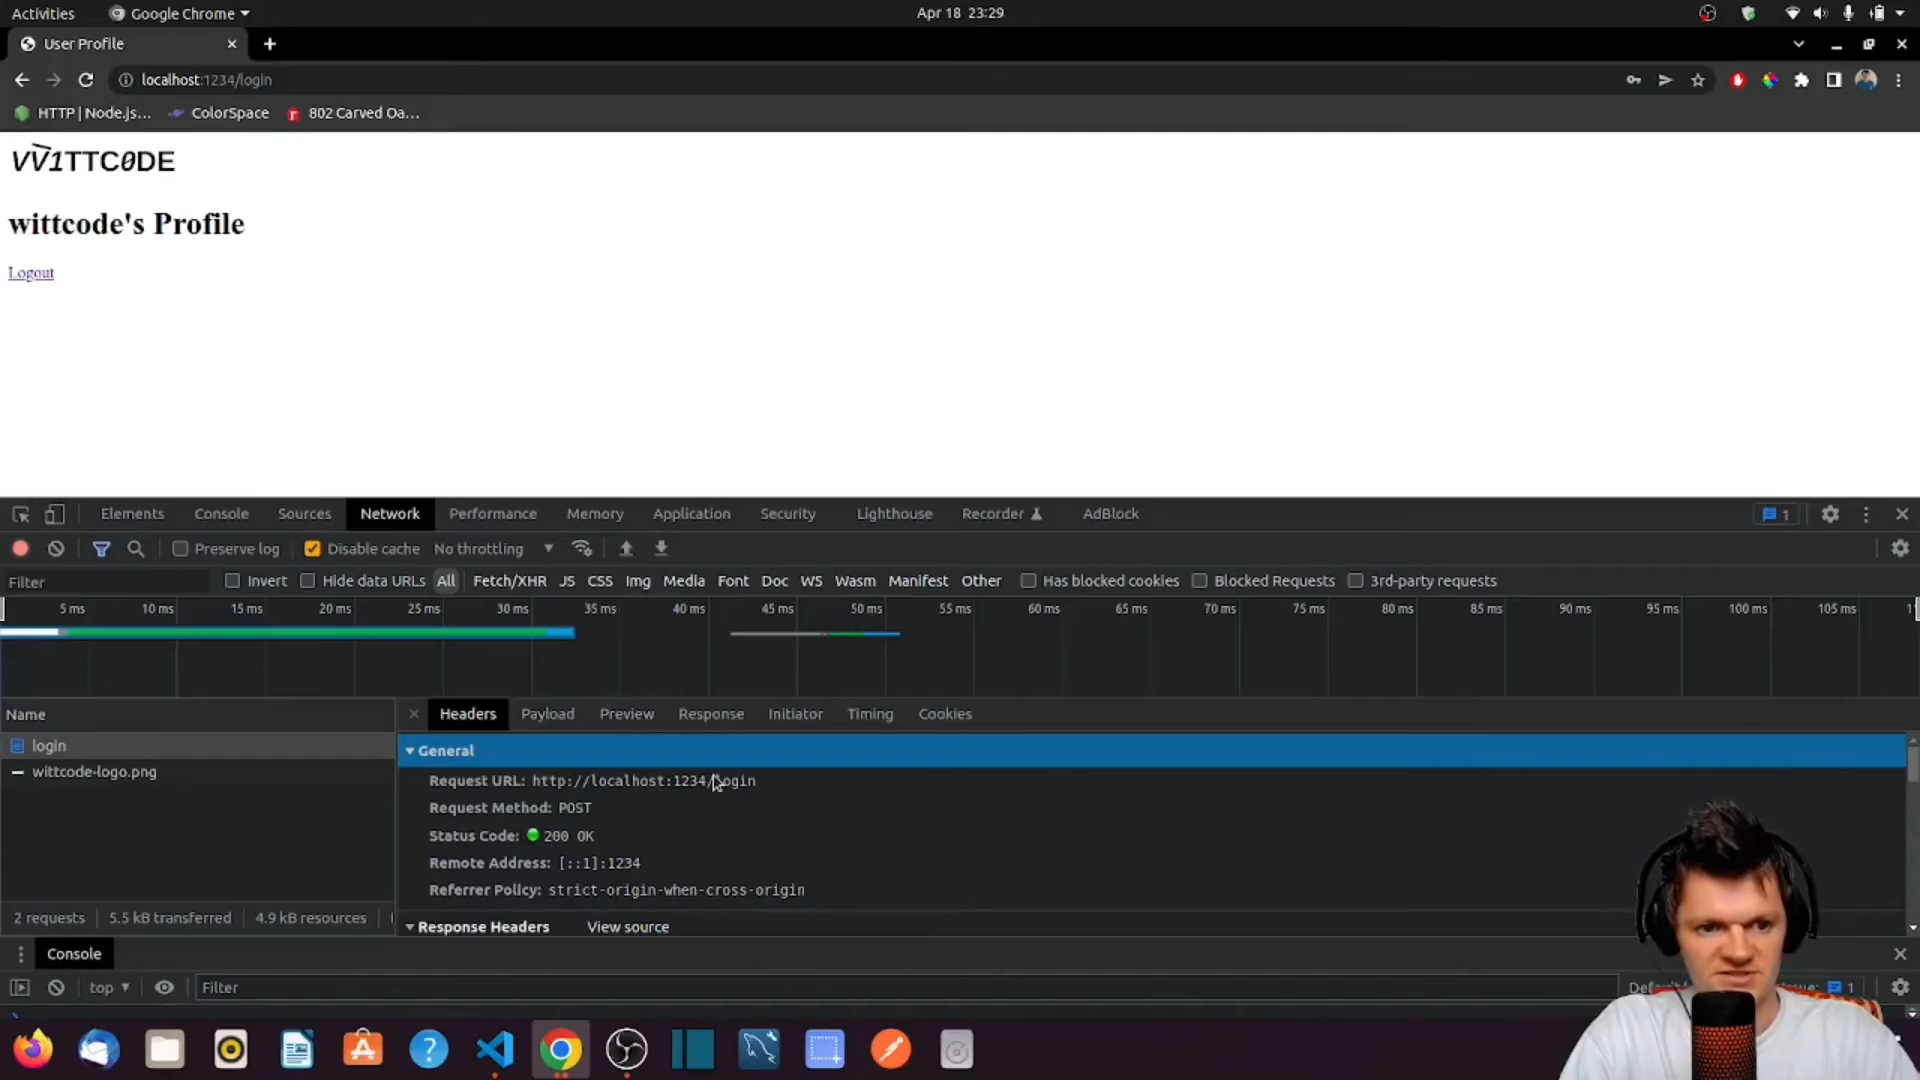 Activities Google Chrome Apr 18 23:29
User Profile
localhost:1234/login
HTTP | Node.js... ColorSpace 802 Carved Oa...
VV1TTC0DE
wittcode's Profile
Logout
Elements Console Sources Network Performance Memory Application Security Lighthouse Recorder AdBlock 1
Preserve log Disable cache No throttling
Filter Invert Hide data URLs All Fetch/XHR JS CSS Img Media Font Doc WS Wasm Manifest Other Has blocked cookies Blocked Requests 3rd-party requests
5 ms 10 ms 15 ms 20 ms 25 ms 30 ms 35 ms 40 ms 45 ms 50 ms 55 ms 60 ms 65 ms 70 ms 75 ms 80 ms 85 ms 90 ms 95 ms 100 ms 105 ms
Name Headers Payload Preview Response Initiator Timing Cookies
login
wittcode-logo.png
General
Request URL: http://localhost:1234/login
Request Method: POST
Status Code: 200 OK
Remote Address: [::1]:1234
Referrer Policy: strict-origin-when-cross-origin
Response Headers View source
2 requests 5.5 kB transferred 4.9 kB resources
Console
top Filter 1